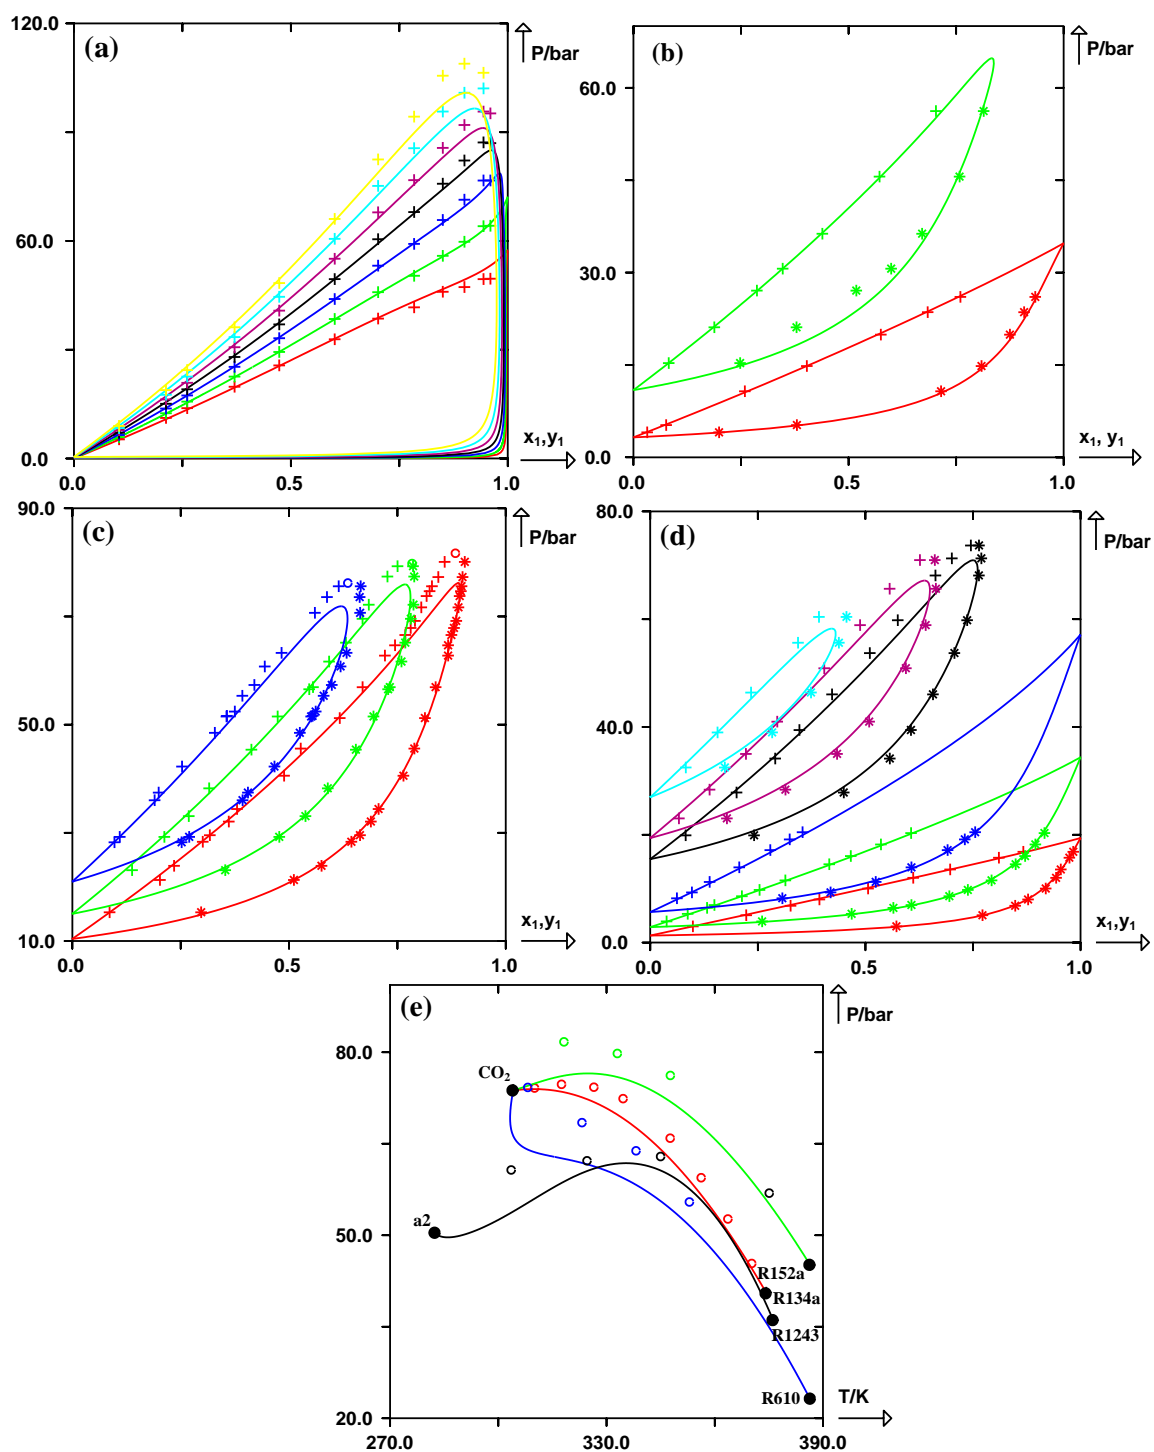 120.0
(a)
P/bar
60.0
x₁,y₁
0.0
0.0
0.5
1.0
(b)
P/bar
60.0
30.0
x₁, y₁
0.0
0.0
0.5
1.0
90.0
(c)
P/bar
50.0
x₁,y₁
10.0
0.0
0.5
1.0
80.0
(d)
P/bar
40.0
x₁,y₁
0.0
0.0
0.5
1.0
(e)
P/bar
80.0
CO₂
50.0
a2
R152a
R134a
R1243
R610
T/K
20.0
270.0
330.0
390.0